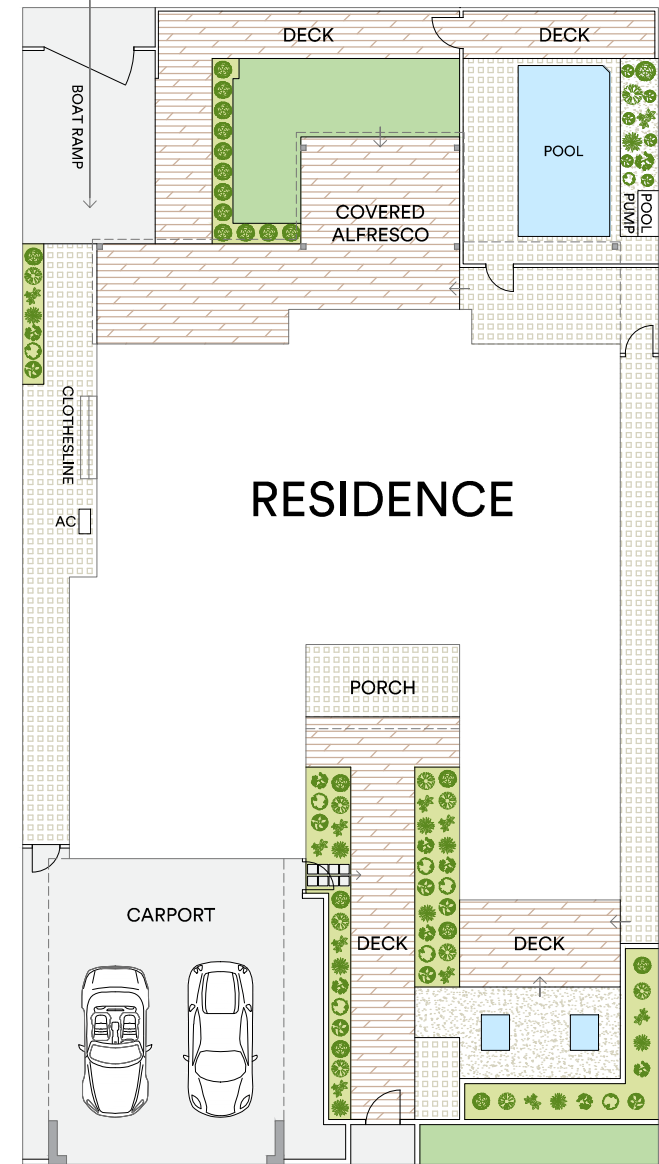 DECK
DECK
BOAT RAMP
POOL
POOL
PUMP
COVERED
ALFRESCO
CLOTHESLINE
RESIDENCE
AC
PORCH
CARPORT
DECK
DECK